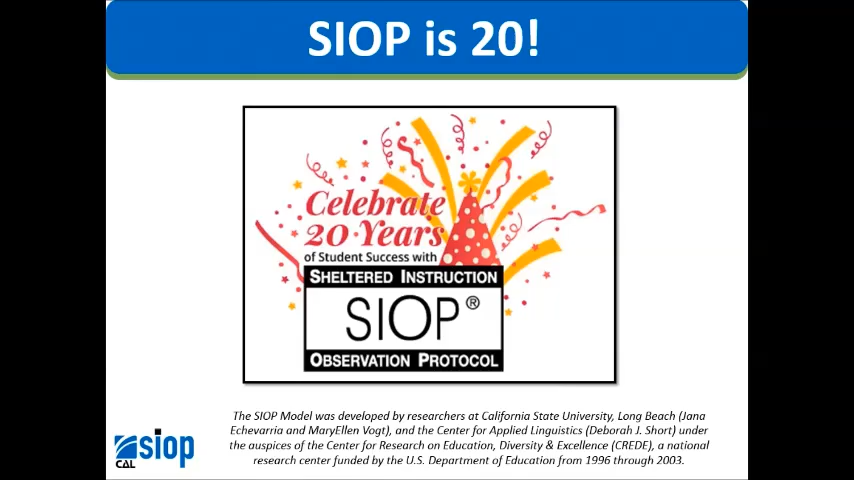 SIOP is 20!
Celebrate
20 Years
of Student Success with
SHELTERED INSTRUCTION
SIOP®
OBSERVATION PROTOCOL
The SIOP Model was developed by researchers at California State University, Long Beach (Jana
Echevarria and MaryEllen Vogt), and the Center for Applied Linguistics (Deborah J. Short) under
the auspices of the Center for Research on Education, Diversity & Excellence (CREDE), a national
research center funded by the U.S. Department of Education from 1996 through 2003.
CAL siop